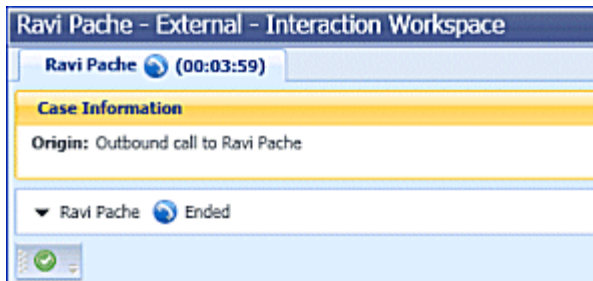 Ravi Pache - External - Interaction Workspace
Ravi Pache (00:03:59)
Case Information
Origin: Outbound call to Ravi Pache
Ravi Pache Ended